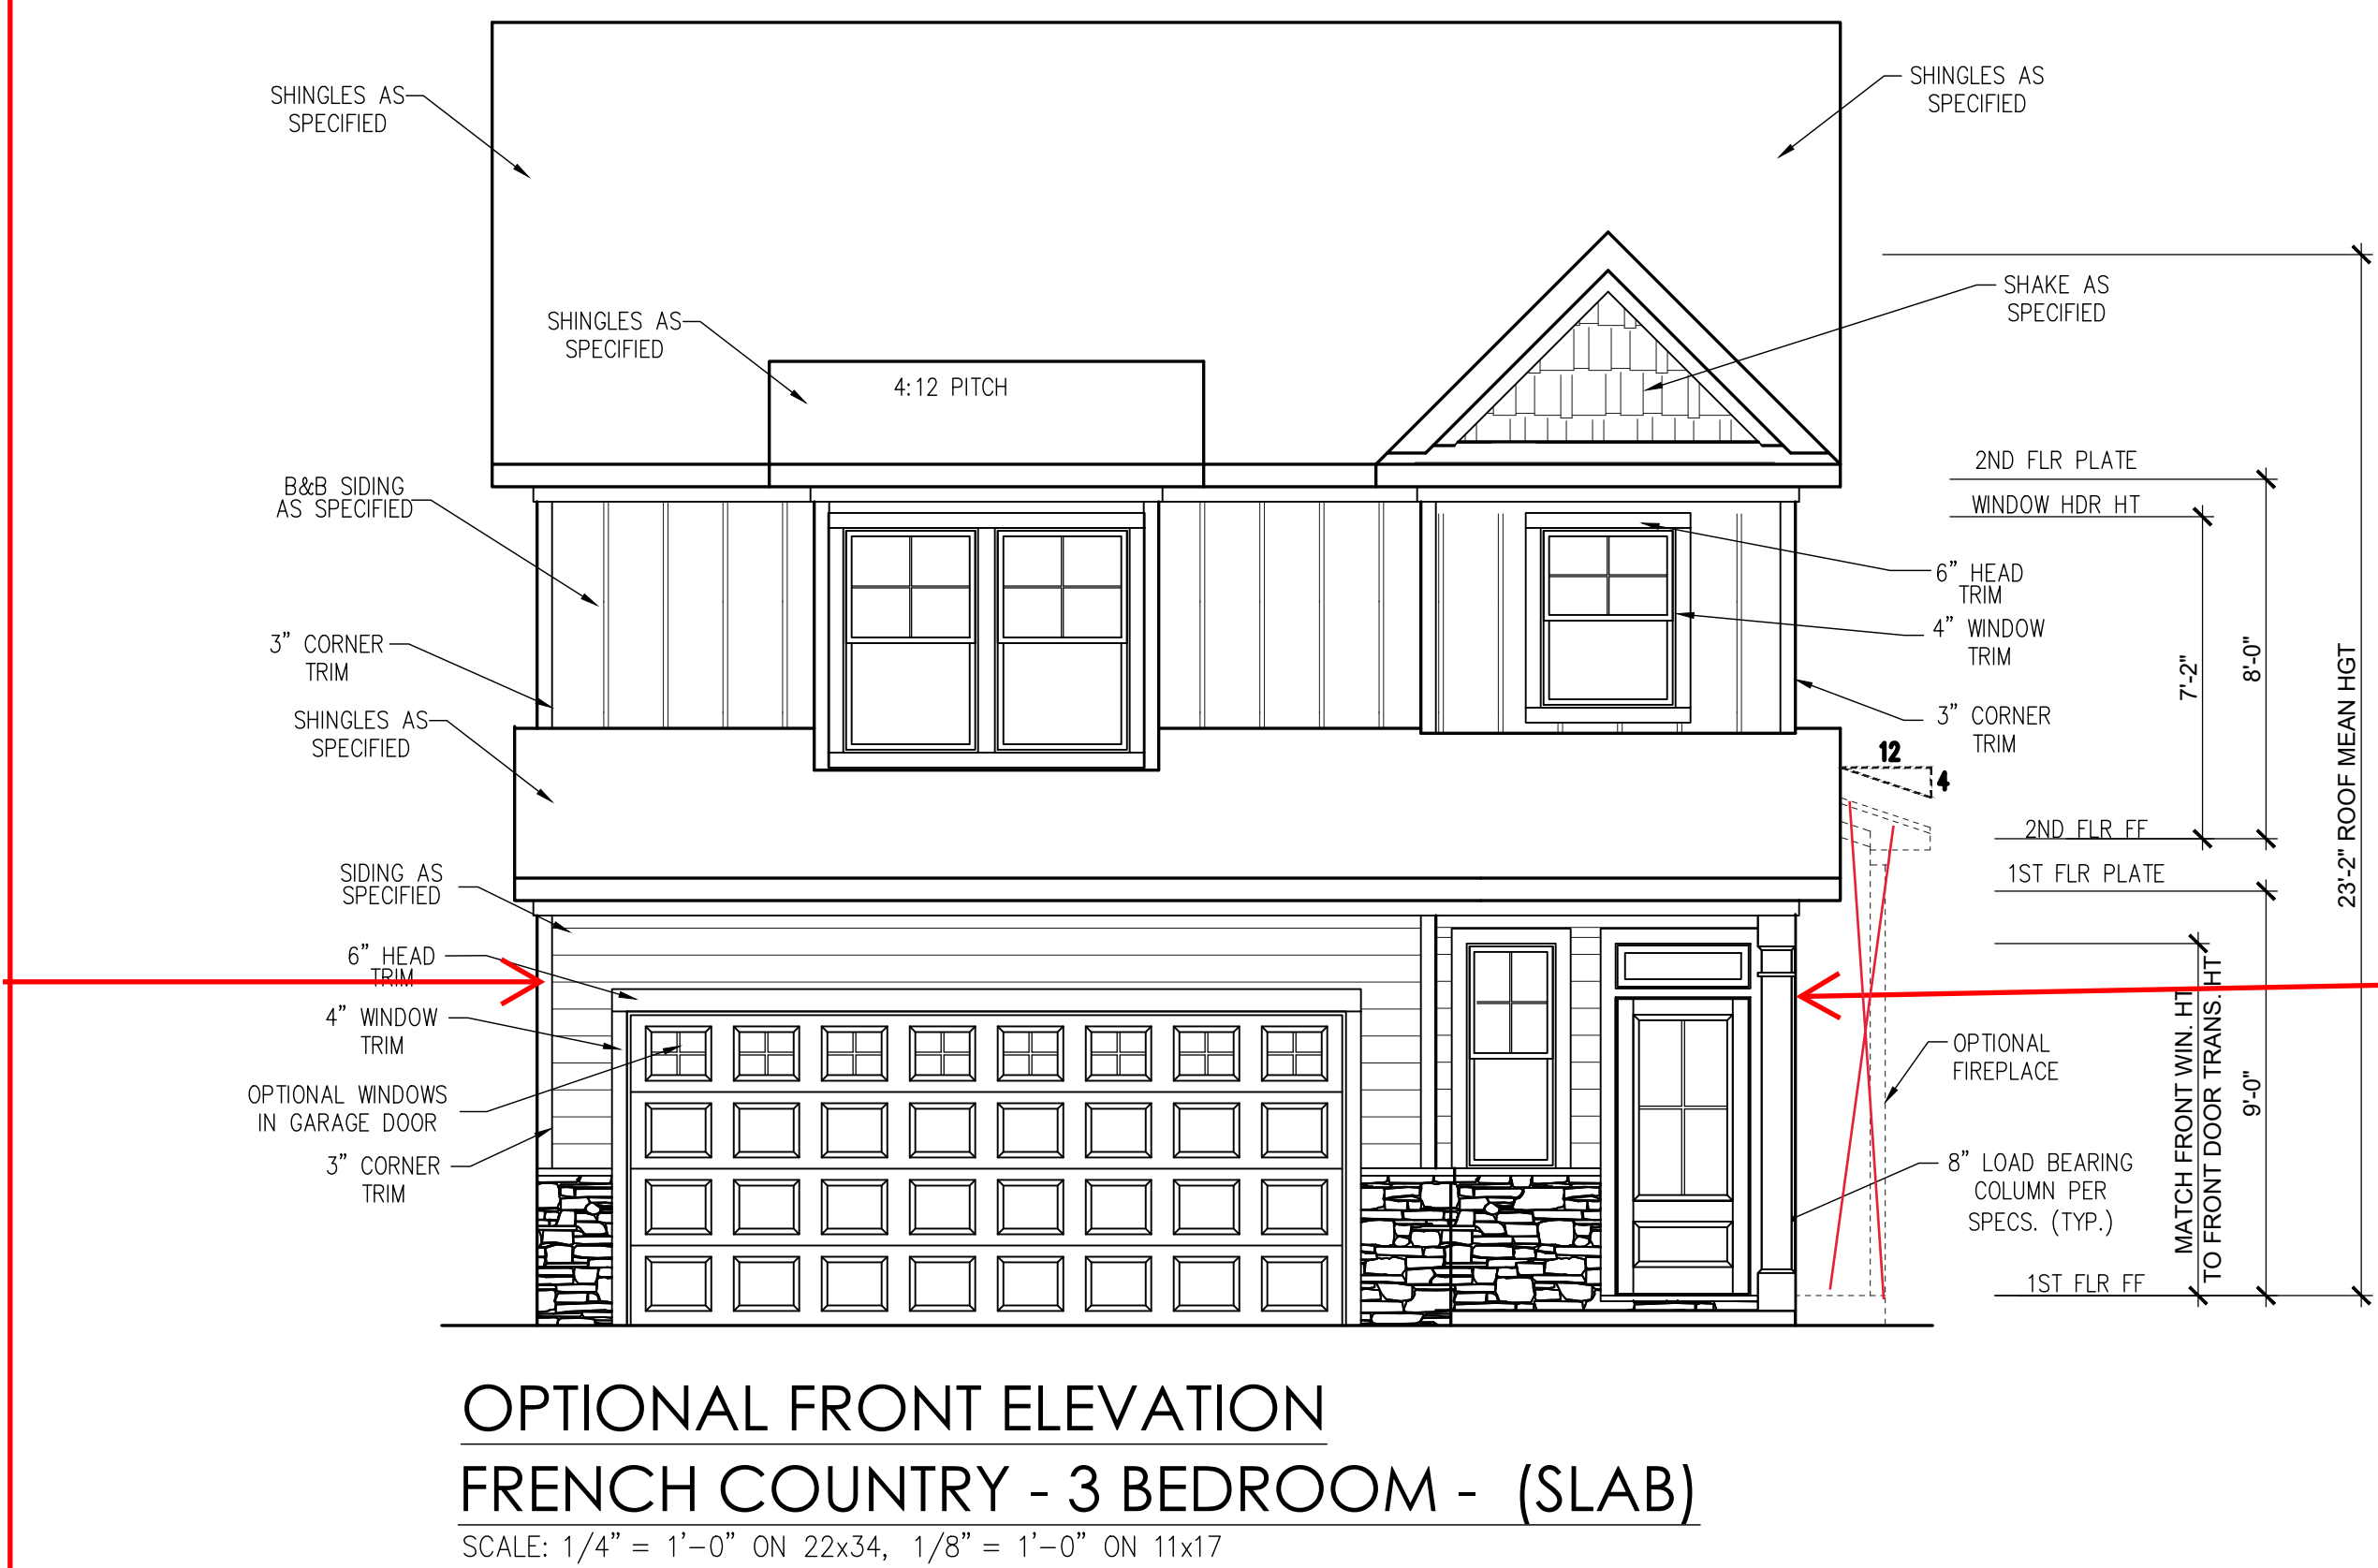 SHINGLES AS
SPECIFIED
SHINGLES AS
SPECIFIED
SHAKE AS
SPECIFIED
SHINGLES AS
SPECIFIED
4:12 PITCH
2ND FLR PLATE
WINDOW HDR HT
B&B SIDING
AS SPECIFIED
6" HEAD
TRIM
4" WINDOW
TRIM
3" CORNER
TRIM
3" CORNER
TRIM
7'-2"
8'-0"
23'-2" ROOF MEAN HGT
SHINGLES AS
SPECIFIED
12
4
2ND FLR FF
1ST FLR PLATE
SIDING AS
SPECIFIED
6" HEAD
TRIM
4" WINDOW
TRIM
OPTIONAL WINDOWS
IN GARAGE DOOR
3" CORNER
TRIM
OPTIONAL
FIREPLACE
8" LOAD BEARING
COLUMN PER
SPECS. (TYP.)
MATCH FRONT WIN. HT
TO FRONT DOOR TRANS. HT
9'-0"
1ST FLR FF
OPTIONAL FRONT ELEVATION
FRENCH COUNTRY - 3 BEDROOM - (SLAB)
SCALE: 1/4" = 1'-0" ON 22x34, 1/8" = 1'-0" ON 11x17